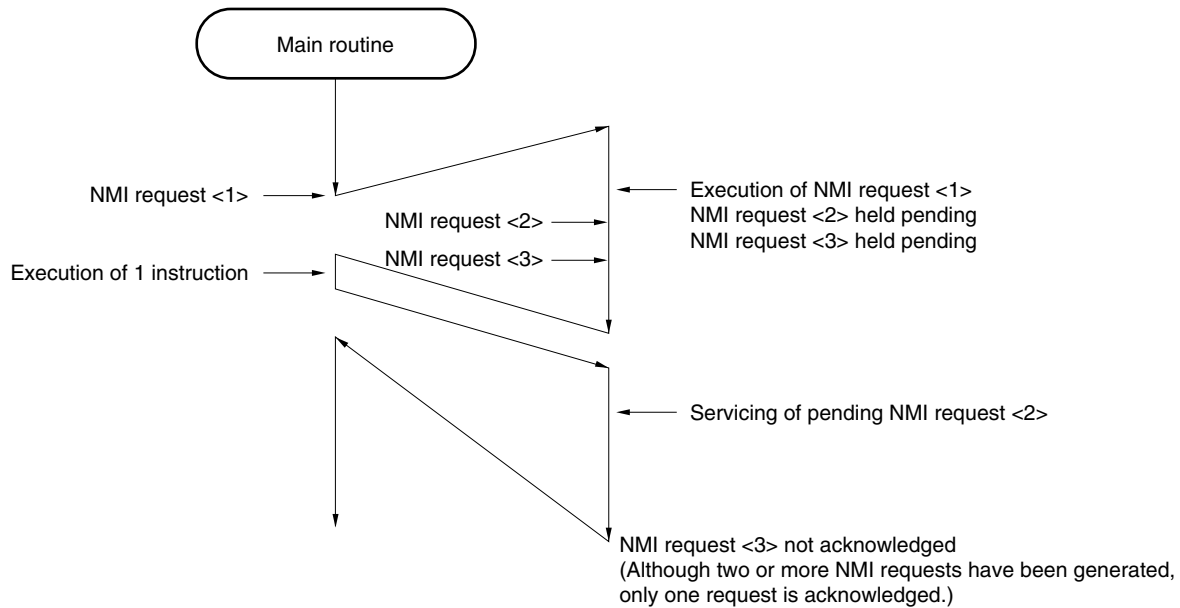 Main routine
NMI request <1>
Execution of NMI request <1>
NMI request <2> held pending
NMI request <3> held pending
NMI request <2>
NMI request <3>
Execution of 1 instruction
Servicing of pending NMI request <2>
NMI request <3> not acknowledged
(Although two or more NMI requests have been generated,
only one request is acknowledged.)